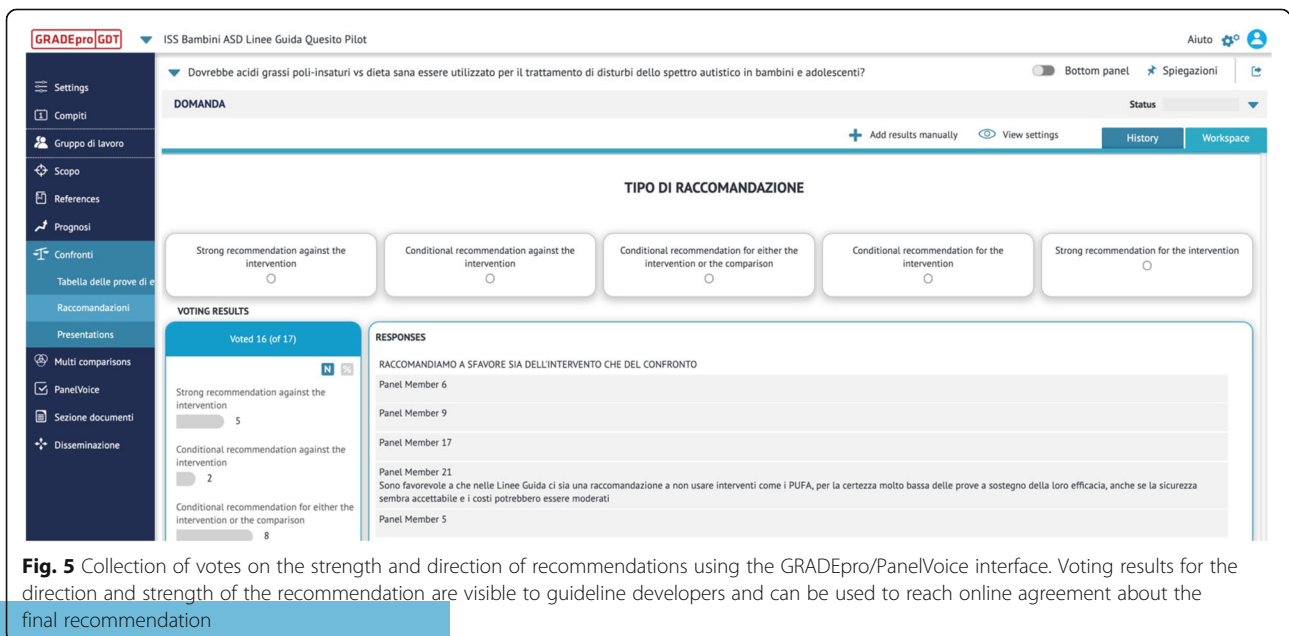 GRADEpro GDT
ISS Bambini ASD Linee Guida Quesito Pilot
Aiuto
Settings
Compiti
Gruppo di lavoro
Scopo
References
Prognosi
Confronti
Tabella delle prove di e
Raccomandazioni
Presentations
Multi comparisons
PanelVoice
Sezione documenti
Disseminazione
Dovrebbe acidi grassi poli-insaturi vs dieta sana essere utilizzato per il trattamento di disturbi dello spettro autistico in bambini e adolescenti?
Bottom panel
Spiegazioni
DOMANDA
Status
Add results manually
View settings
History
Workspace
TIPO DI RACCOMANDAZIONE
Strong recommendation against the
intervention
Conditional recommendation against the
intervention
Conditional recommendation for either the
intervention or the comparison
Conditional recommendation for the
intervention
Strong recommendation for the intervention
VOTING RESULTS
Voted 16 (of 17)
N %
Strong recommendation against the
intervention
5
Conditional recommendation against the
intervention
2
Conditional recommendation for either the
intervention or the comparison
8
RESPONSES
RACCOMANDIAMO A SFAVORE SIA DELL'INTERVENTO CHE DEL CONFRONTO
Panel Member 6
Panel Member 9
Panel Member 17
Panel Member 21
Sono favorevole a che nelle Linee Guida ci sia una raccomandazione a non usare interventi come i PUFA, per la certezza molto bassa delle prove a sostegno della loro efficacia, anche se la sicurezza
sembra accettabile e i costi potrebbero essere moderati
Panel Member 5
Fig. 5 Collection of votes on the strength and direction of recommendations using the GRADEpro/PanelVoice interface. Voting results for the
direction and strength of the recommendation are visible to guideline developers and can be used to reach online agreement about the
final recommendation